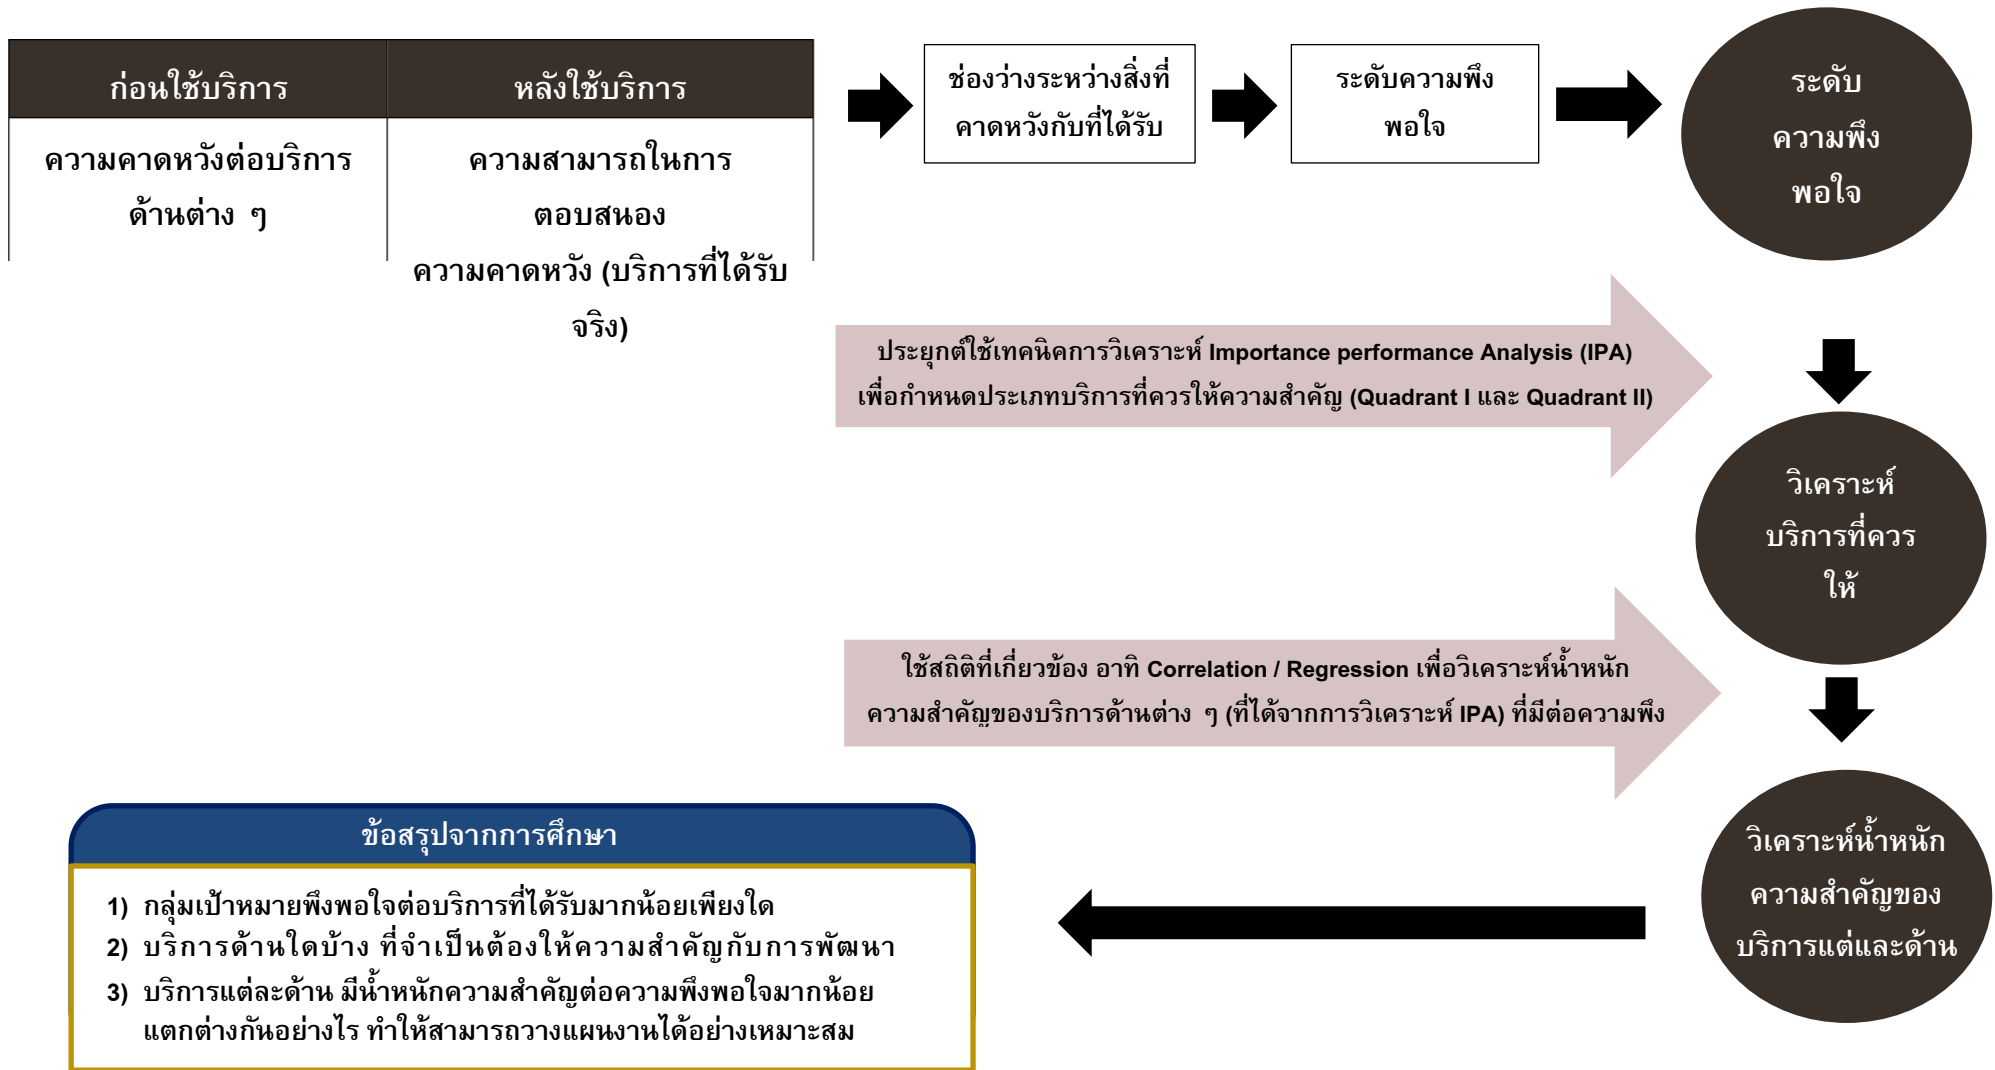 ก่อนใช้บริการ
หลังใช้บริการ
ความคาดหวังต่อบริการ
ด้านต่าง ๆ
ความสามารถในการ
ตอบสนอง
ความคาดหวัง (บริการที่ได้รับ
จริง)
ช่องว่างระหว่างสิ่งที่
คาดหวังกับที่ได้รับ
ระดับความพึง
พอใจ
ระดับ
ความพึง
พอใจ
ประยุกต์ใช้เทคนิคการวิเคราะห์ Importance performance Analysis (IPA)
เพื่อกำหนดประเภทบริการที่ควรให้ความสำคัญ (Quadrant I และ Quadrant II)
วิเคราะห์
บริการที่ควร
ให้
ใช้สถิติที่เกี่ยวข้อง อาทิ Correlation / Regression เพื่อวิเคราะห์น้ำหนัก
ความสำคัญของบริการด้านต่าง ๆ (ที่ได้จากการวิเคราะห์ IPA) ที่มีต่อความพึง
วิเคราะห์น้ำหนัก
ความสำคัญของ
บริการแต่และด้าน
ข้อสรุปจากการศึกษา
1) กลุ่มเป้าหมายพึงพอใจต่อบริการที่ได้รับมากน้อยเพียงใด
2) บริการด้านใดบ้าง ที่จำเป็นต้องให้ความสำคัญกับการพัฒนา
3) บริการแต่ละด้าน มีน้ำหนักความสำคัญต่อความพึงพอใจมากน้อย
แตกต่างกันอย่างไร ทำให้สามารถวางแผนงานได้อย่างเหมาะสม